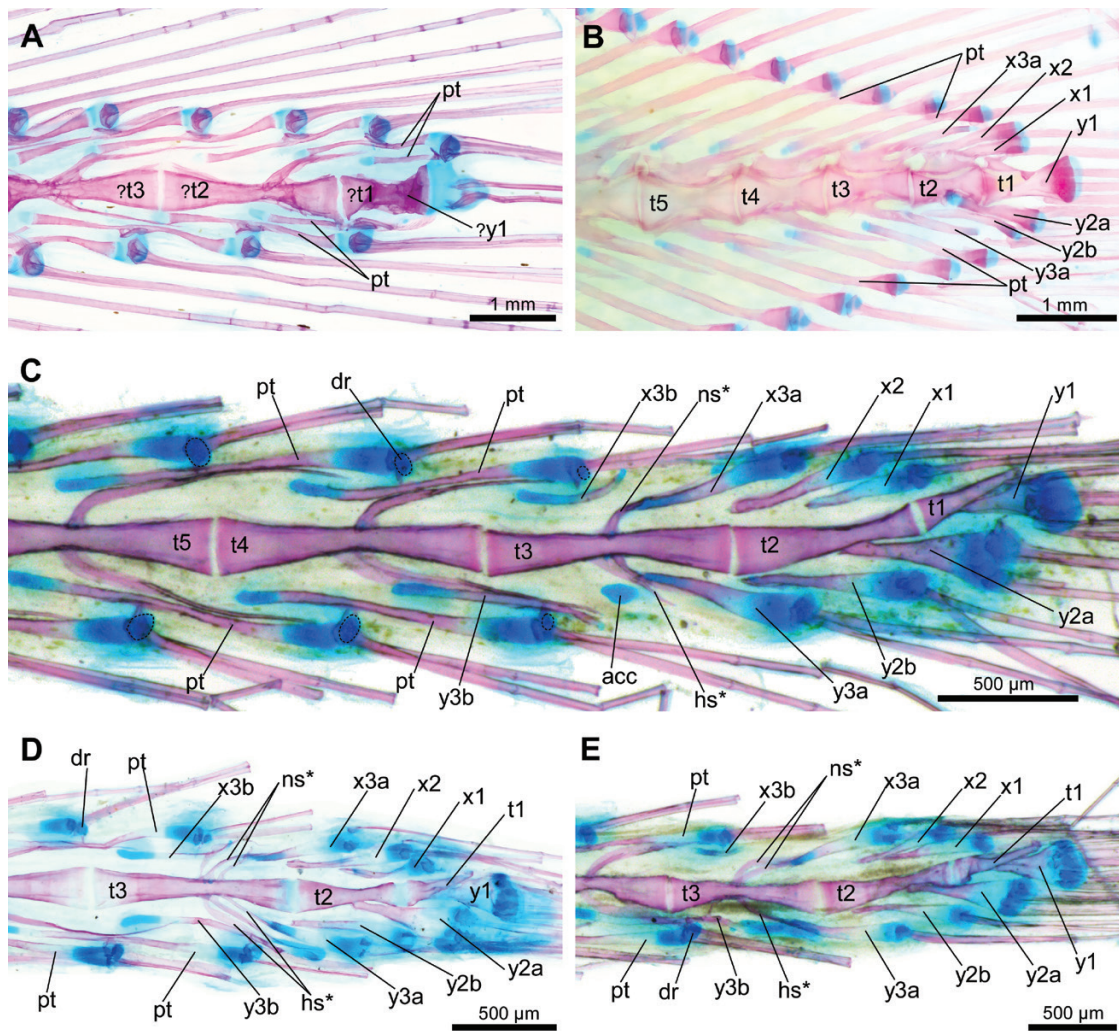 A
pt
?t3
?t2
?t1
?y1
pt
1 mm
B
pt
x3a
x2
x1
y1
t5
t4
t3
t2
t1
y2a
y2b
y3a
pt
1 mm
C
pt
dr
pt
x3b
ns*
x3a
x2
x1
y1
t1
t5
t4
t3
t2
y2a
y2b
pt
pt
y3b
acc
hs*
y3a
500 µm
D
dr
pt
x3b
ns*
x3a
x2
x1
t1
t3
t2
y1
pt
pt
y3b
hs*
y3a
y2b
y2a
500 µm
E
pt
x3b
ns*
x3a
x2
x1
t1
t3
t2
pt
dr
y3b
hs*
y3a
y2b
y2a
y1
500 µm